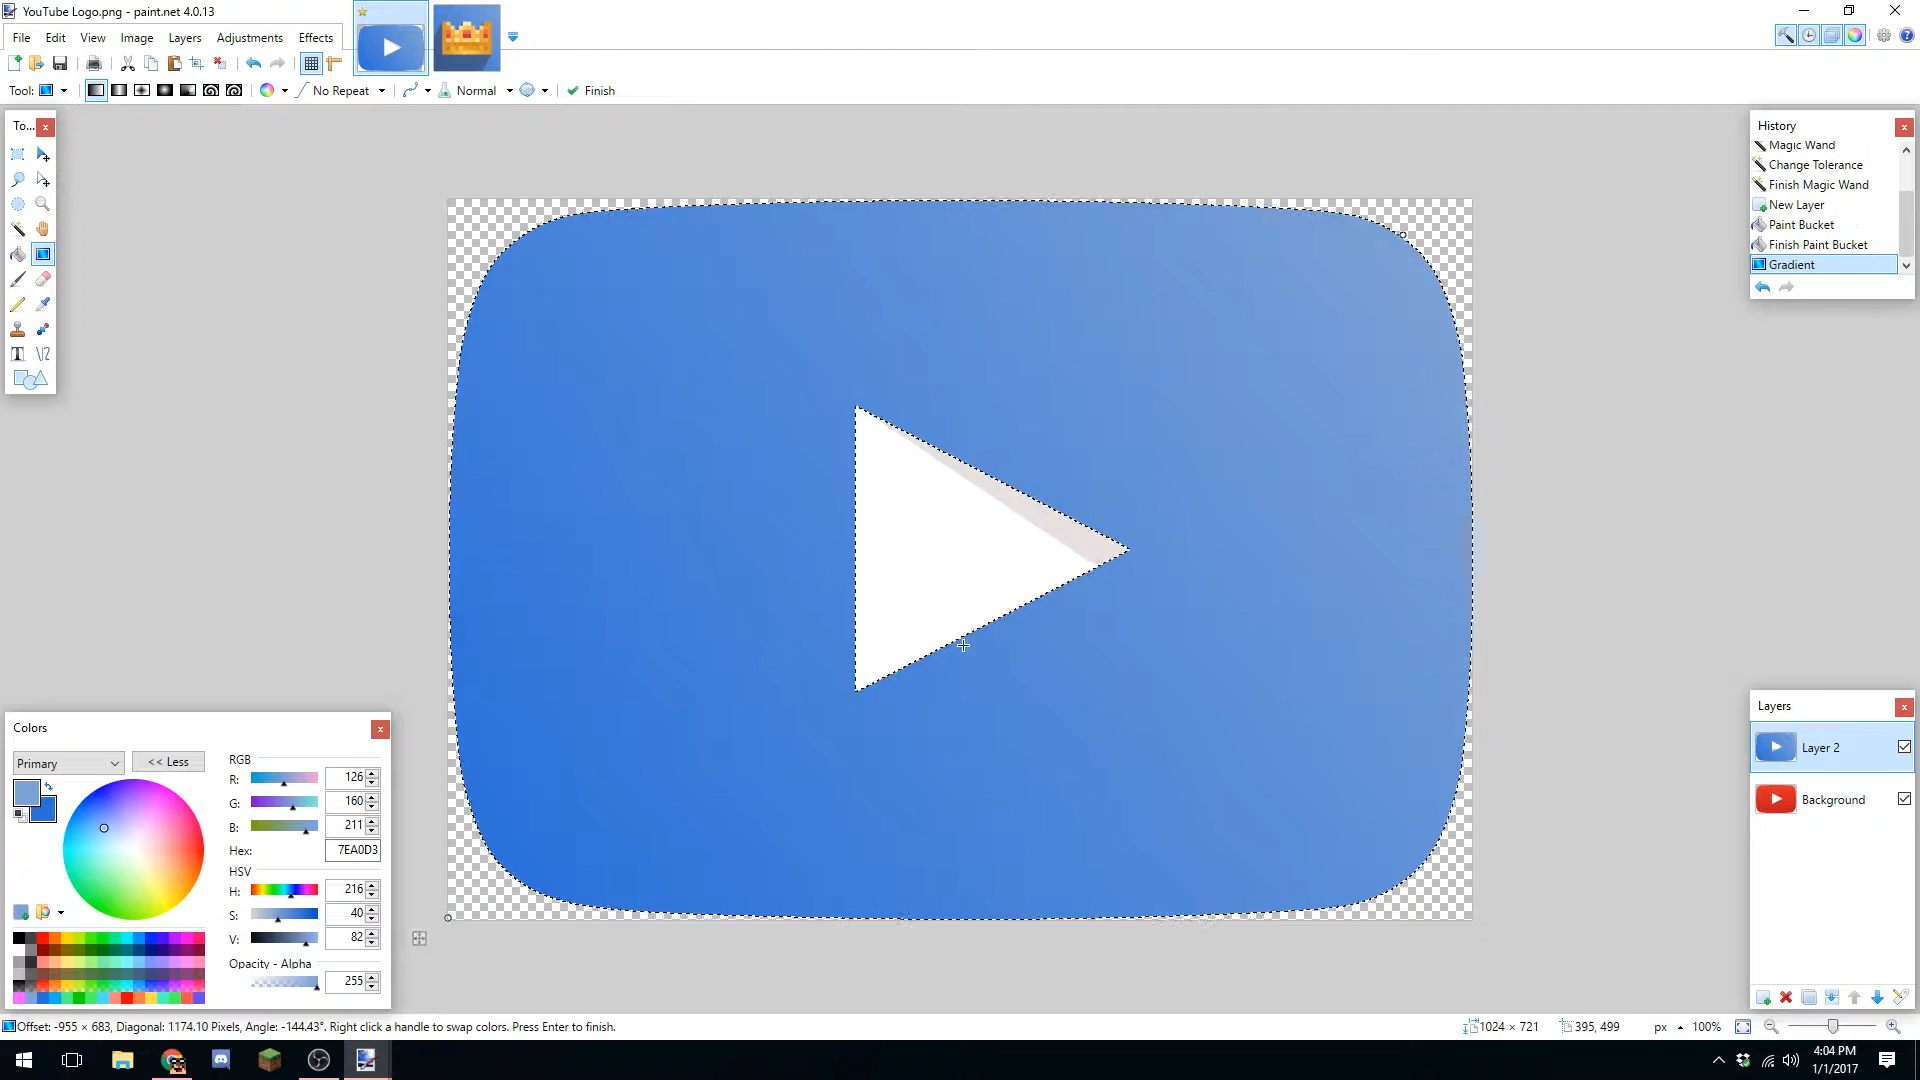 YouTube Logo.png - paint.net 4.0.13
File Edit View Image Layers Adjustments Effects
Tool: No Repeat Normal Finish
To...
History
Magic Wand
Change Tolerance
Finish Magic Wand
New Layer
Paint Bucket
Finish Paint Bucket
Gradient
Colors
Primary << Less
RGB
R: 126
G: 160
B: 211
Hex: 7EA0D3
HSV
H: 216
S: 40
V: 82
Opacity - Alpha
255
Layers
Layer 2
Background
Offset: -955 × 683, Diagonal: 1174.10 Pixels, Angle: -144.43°. Right click a handle to swap colors. Press Enter to finish.
1024 × 721 395, 499 px 100%
4:04 PM
1/1/2017